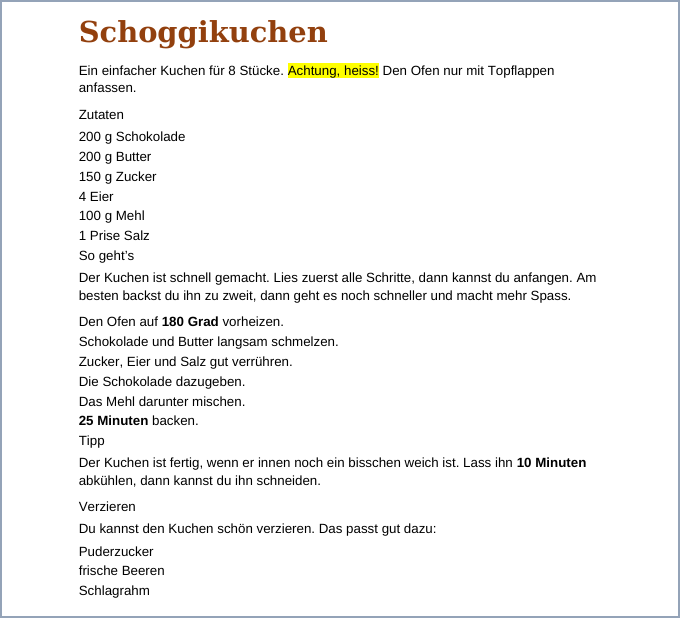 Schoggikuchen
Ein einfacher Kuchen für 8 Stücke. Achtung, heiss! Den Ofen nur mit Topflappen
anfassen.
Zutaten
200 g Schokolade
200 g Butter
150 g Zucker
4 Eier
100 g Mehl
1 Prise Salz
So geht’s
Der Kuchen ist schnell gemacht. Lies zuerst alle Schritte, dann kannst du anfangen. Am
besten backst du ihn zu zweit, dann geht es noch schneller und macht mehr Spass.
Den Ofen auf 180 Grad vorheizen.
Schokolade und Butter langsam schmelzen.
Zucker, Eier und Salz gut verrühren.
Die Schokolade dazugeben.
Das Mehl darunter mischen.
25 Minuten backen.
Tipp
Der Kuchen ist fertig, wenn er innen noch ein bisschen weich ist. Lass ihn 10 Minuten
abkühlen, dann kannst du ihn schneiden.
Verzieren
Du kannst den Kuchen schön verzieren. Das passt gut dazu:
Puderzucker
frische Beeren
Schlagrahm